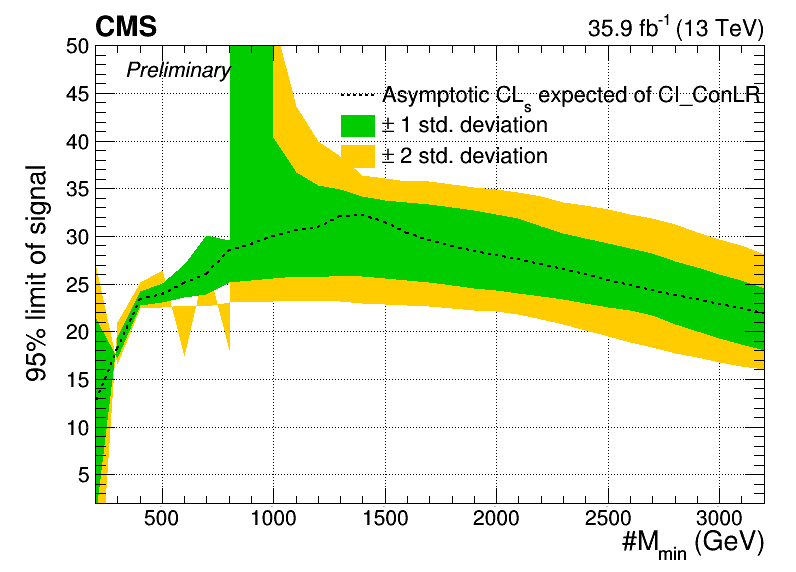 CMS
35.9 fb⁻¹ (13 TeV)
Preliminary
Asymptotic CLₛ expected of CI_ConLR
± 1 std. deviation
± 2 std. deviation
95% limit of signal
50
45
40
35
30
25
20
15
10
5
500 1000 1500 2000 2500 3000
#M_min (GeV)